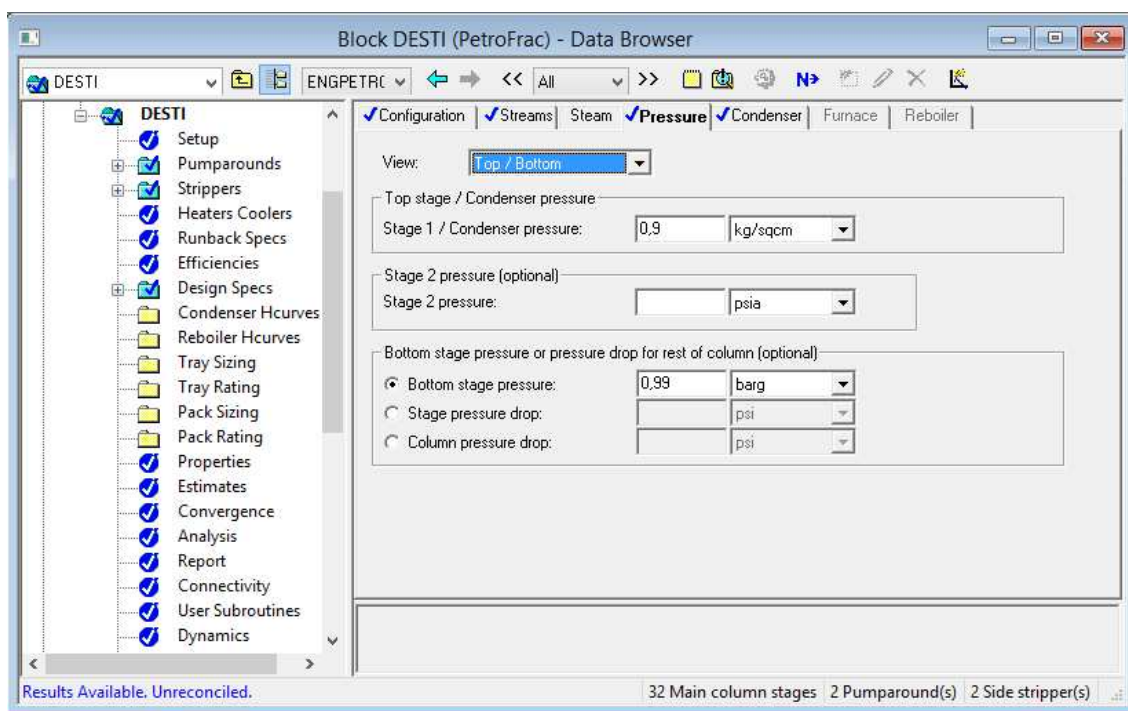 Block DESTI (PetroFrac) - Data Browser
DESTI ENGPETRC << All >> N
DESTI
Setup
Pumparounds
Strippers
Heaters Coolers
Runback Specs
Efficiencies
Design Specs
Condenser Hcurves
Reboiler Hcurves
Tray Sizing
Tray Rating
Pack Sizing
Pack Rating
Properties
Estimates
Convergence
Analysis
Report
Connectivity
User Subroutines
Dynamics
Configuration Streams Steam Pressure Condenser Furnace Reboiler
View: Top / Bottom
Top stage / Condenser pressure
Stage 1 / Condenser pressure: 0,9 kg/sqcm
Stage 2 pressure (optional)
Stage 2 pressure: psia
Bottom stage pressure or pressure drop for rest of column (optional)
Bottom stage pressure: 0,99 barg
Stage pressure drop: psi
Column pressure drop: psi
Results Available. Unreconciled. 32 Main column stages 2 Pumparound(s) 2 Side stripper(s)